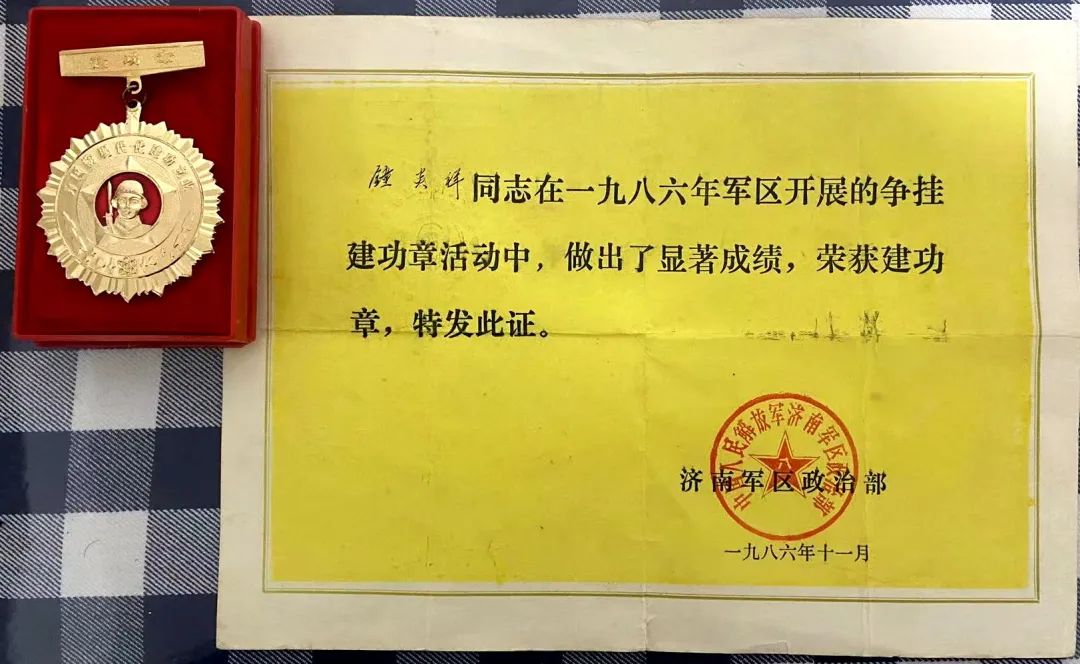 同志在一九八六年军区开展的争挂
建功章活动中，做出了显著成绩，荣获建功
章，特发此证。
中国人民解放军济南军区政治部
济南军区政治部
一九八六年十一月